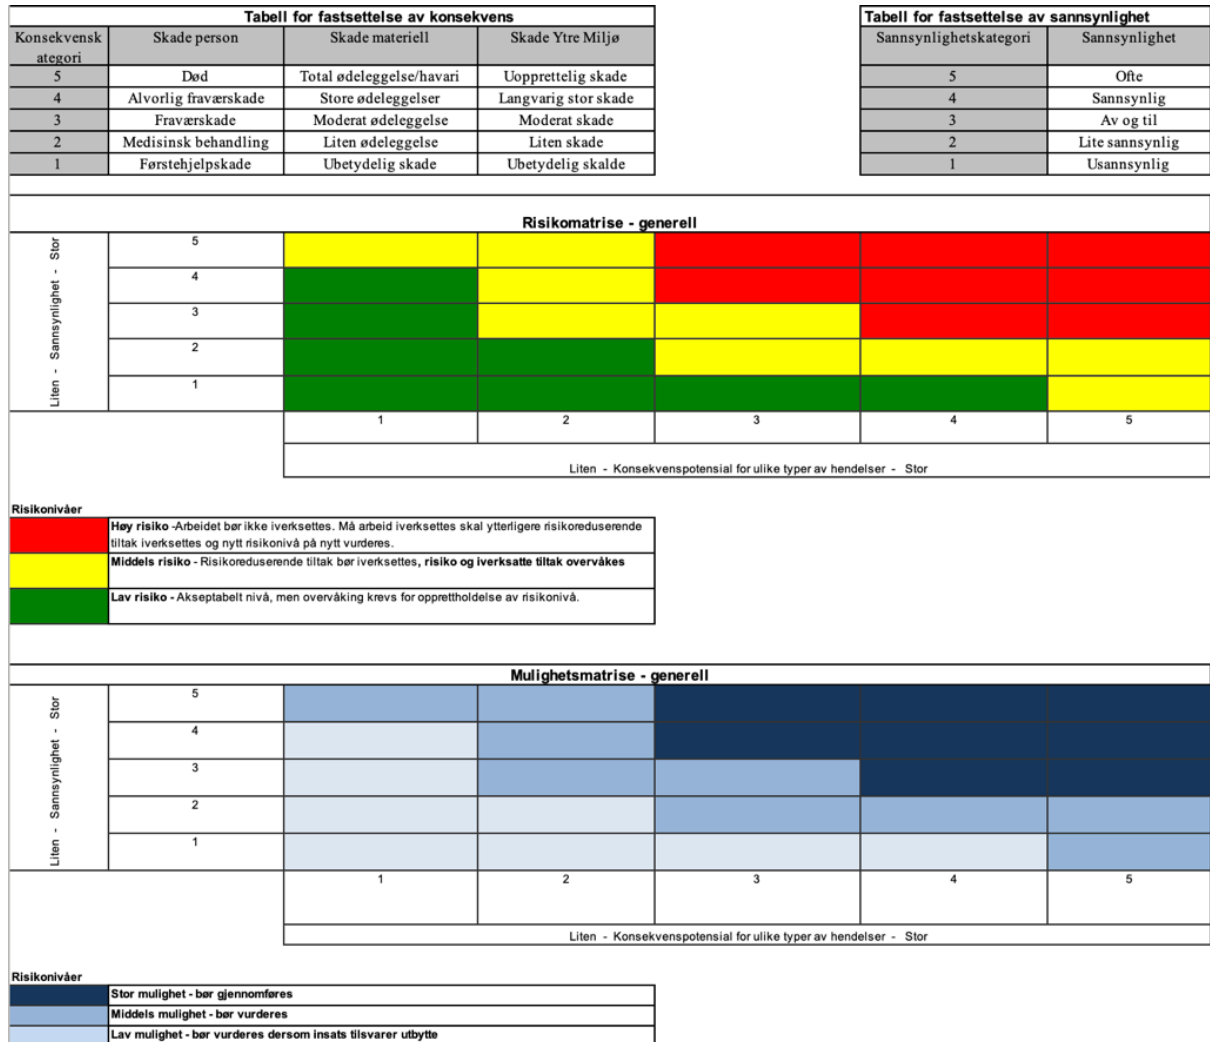 Tabell for fastsettelse av konsekvens
Konsekvensk
ategori
Skade person
Skade materiell
Skade Ytre Miljø
5
Død
Total ødeleggelse/havari
Uopprettelig skade
4
Alvorlig fraværskade
Store ødeleggelser
Langvarig stor skade
3
Fraværskade
Moderat ødeleggelse
Moderat skade
2
Medisinsk behandling
Liten ødeleggelse
Liten skade
1
Førstehjelpskade
Ubetydelig skade
Ubetydelig skalde
Tabell for fastsettelse av sannsynlighet
Sannsynlighetskategori
Sannsynlighet
5
Ofte
4
Sannsynlig
3
Av og til
2
Lite sannsynlig
1
Usannsynlig
Risikomatrise - generell
Liten - Sannsynlighet - Stor
5
4
3
2
1
1
2
3
4
5
Liten - Konsekvenspotensial for ulike typer av hendelser - Stor
Risikonivåer
Høy risiko -Arbeidet bør ikke iverksettes. Må arbeid iverksettes skal ytterligere risikoreduserende
tiltak iverksettes og nytt risikonivå på nytt vurderes.
Middels risiko - Risikoreduserende tiltak bør iverksettes, risiko og iverksatte tiltak overvåkes
Lav risiko - Akseptabelt nivå, men overvåking krevs for opprettholdelse av risikonivå.
Mulighetsmatrise - generell
Liten - Sannsynlighet - Stor
5
4
3
2
1
1
2
3
4
5
Liten - Konsekvenspotensial for ulike typer av hendelser - Stor
Risikonivåer
Stor mulighet - bør gjennomføres
Middels mulighet - bør vurderes
Lav mulighet - bør vurderes dersom insats tilsvarer utbytte